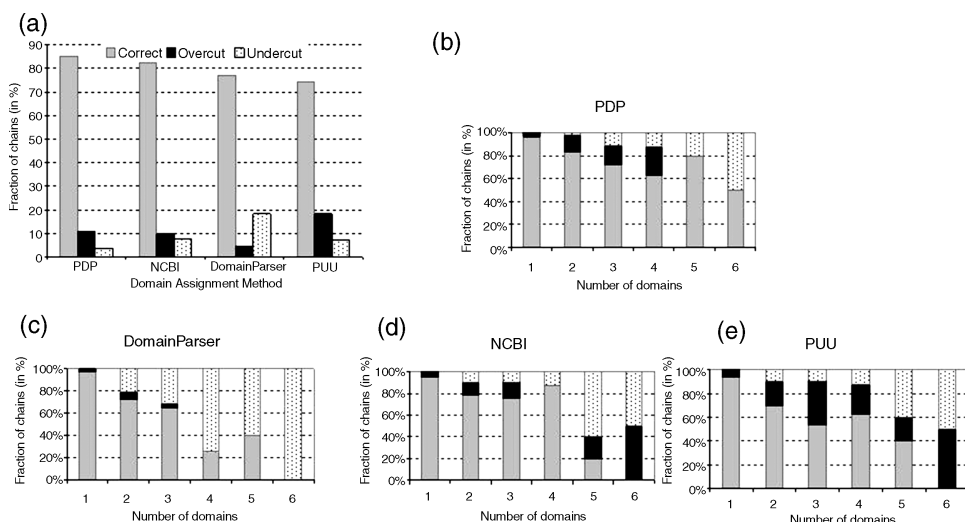 (a)
Correct Overcut Undercut
Fraction of chains (in %)
90
80
70
60
50
40
30
20
10
0
PDP NCBI DomainParser PUU
Domain Assignment Method
(b)
PDP
Fraction of chains (in %)
100%
80%
60%
40%
20%
0%
1 2 3 4 5 6
Number of domains
(c)
DomainParser
Fraction of chains (in %)
100%
80%
60%
40%
20%
0%
1 2 3 4 5 6
Number of domains
(d)
NCBI
Fraction of chains (in %)
100%
80%
60%
40%
20%
0%
1 2 3 4 5 6
Number of domains
(e)
PUU
Fraction of chains (in %)
100%
80%
60%
40%
20%
0%
1 2 3 4 5 6
Number of domains